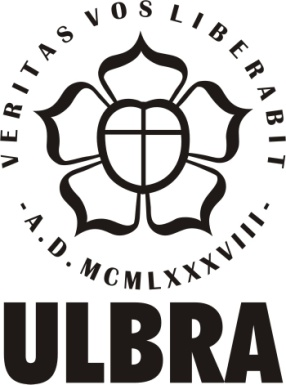 VERITAS VOS LIBERABIT
- A.D. MCMLXXXVIII -
ULBRA